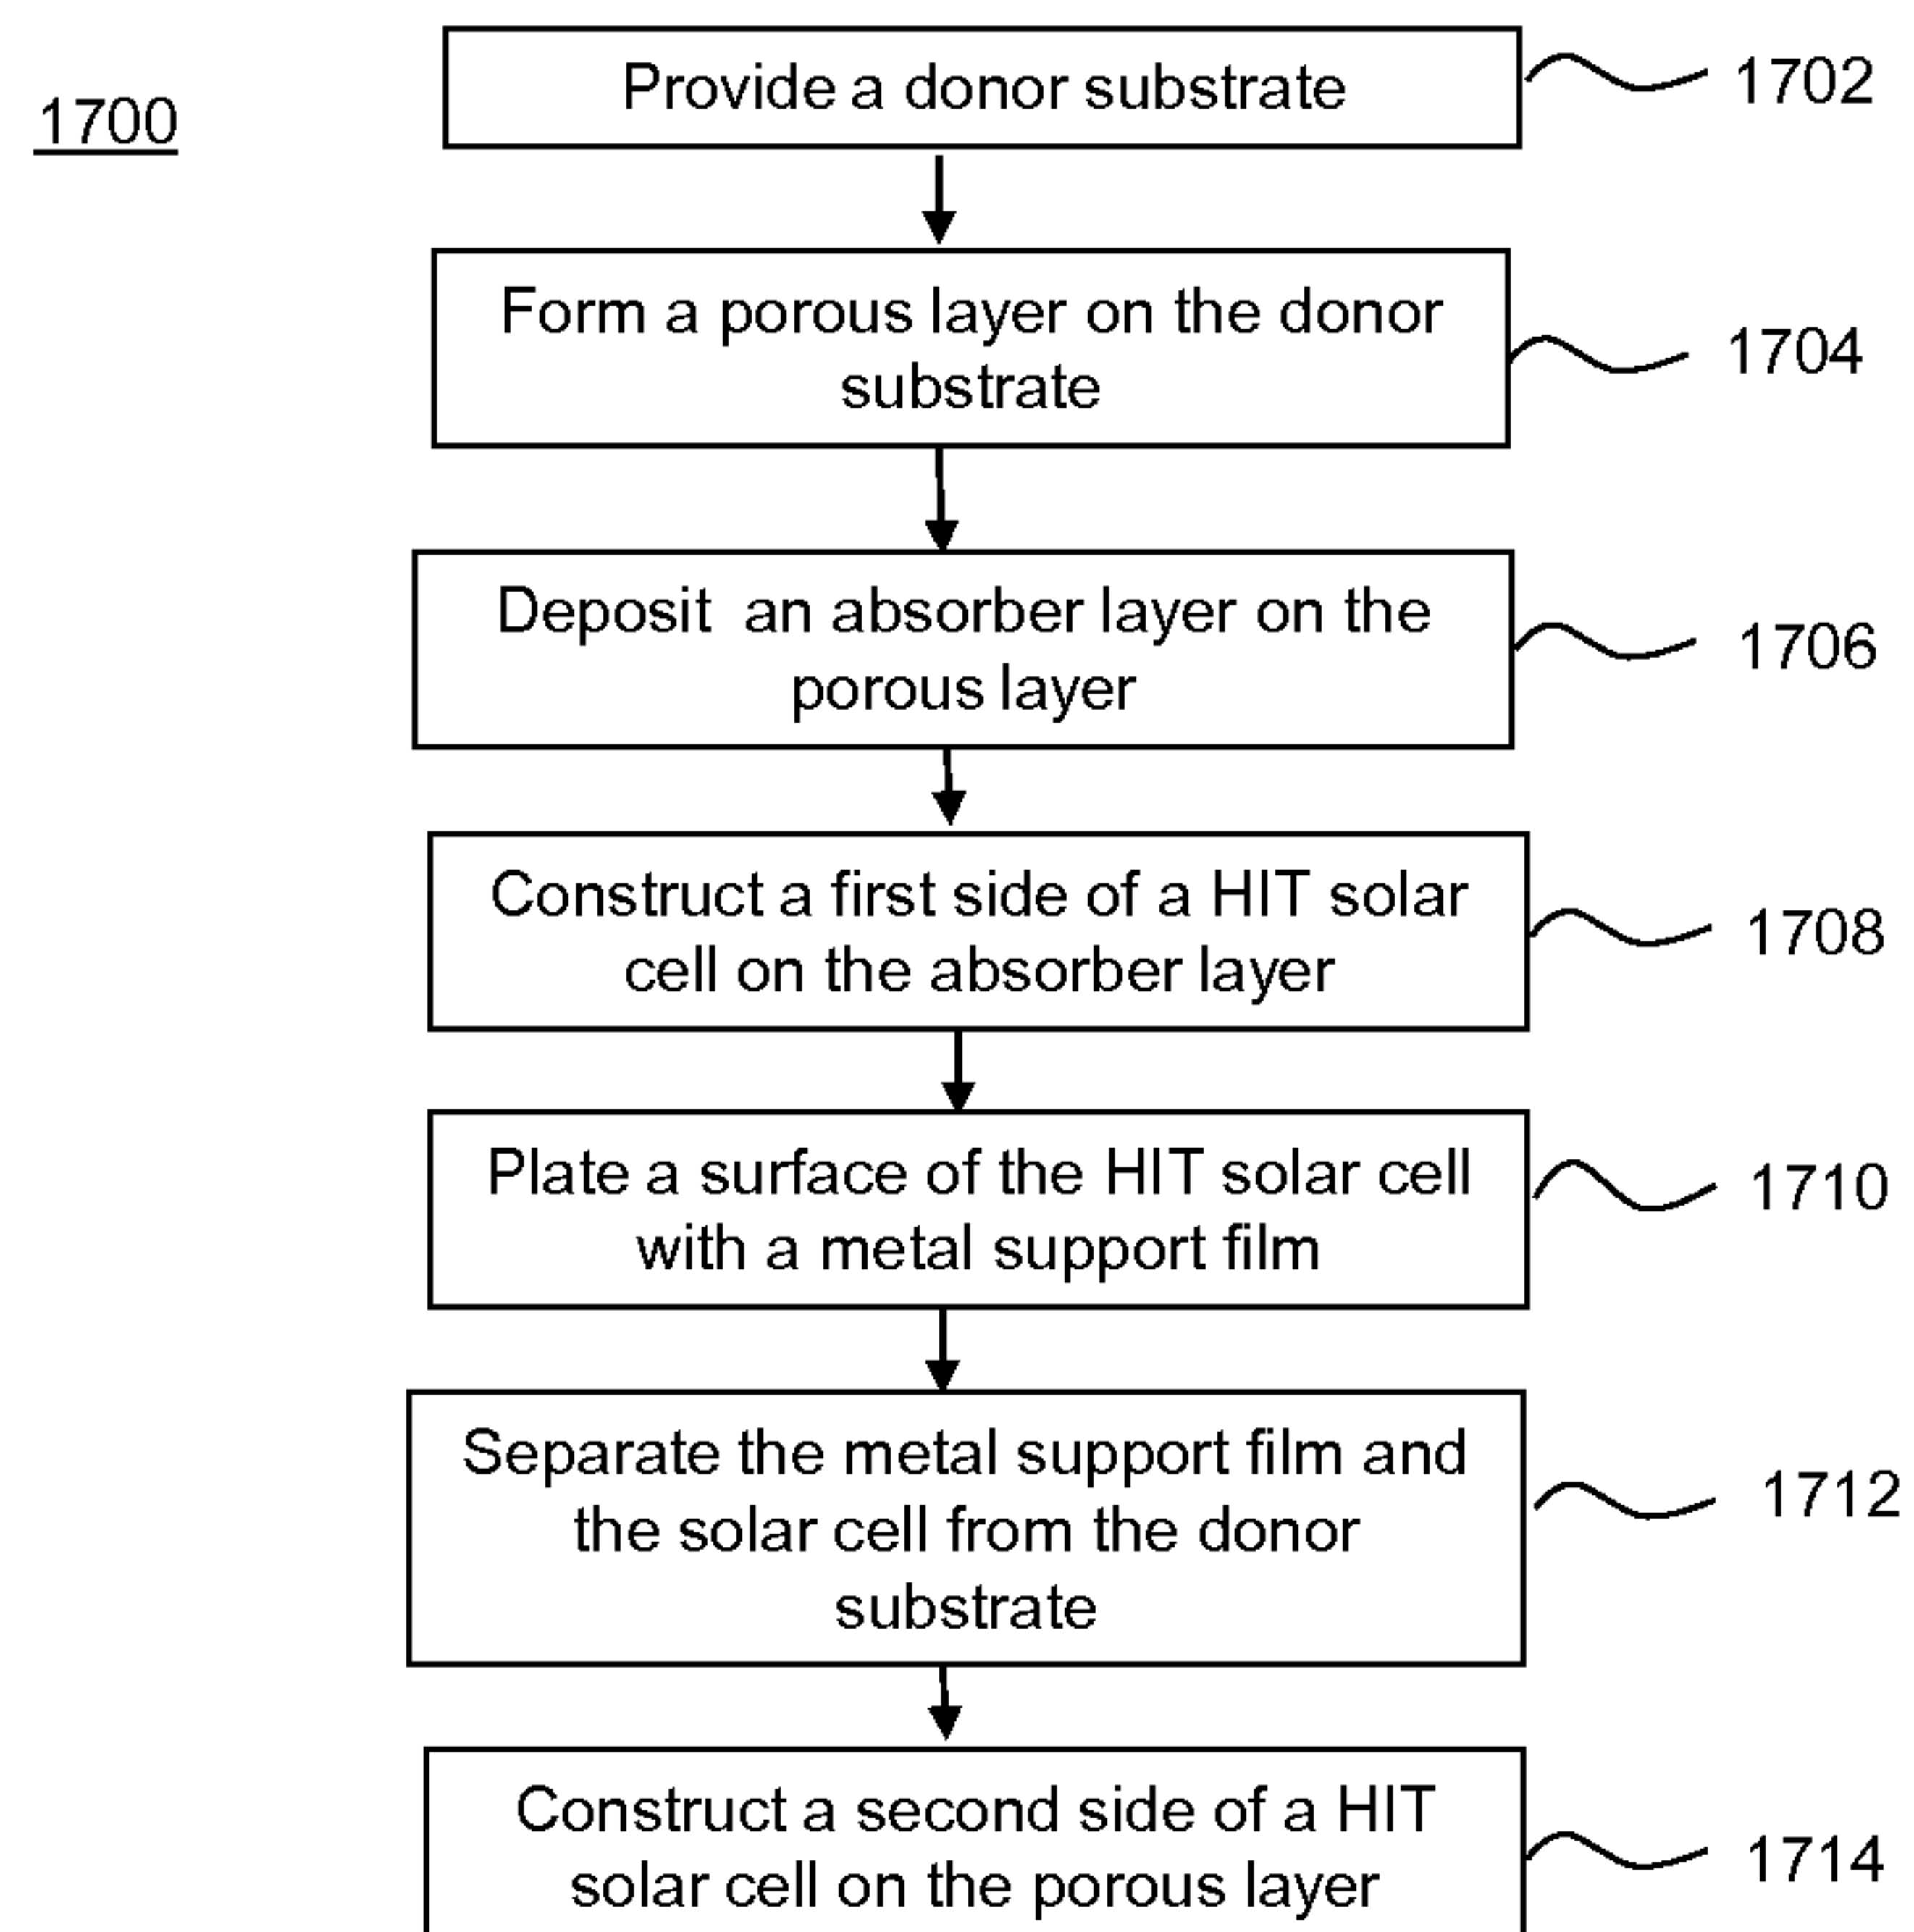 1700
Provide a donor substrate
1702
Form a porous layer on the donor
substrate
1704
Deposit an absorber layer on the
porous layer
1706
Construct a first side of a HIT solar
cell on the absorber layer
1708
Plate a surface of the HIT solar cell
with a metal support film
1710
Separate the metal support film and
the solar cell from the donor
substrate
1712
Construct a second side of a HIT
solar cell on the porous layer
1714